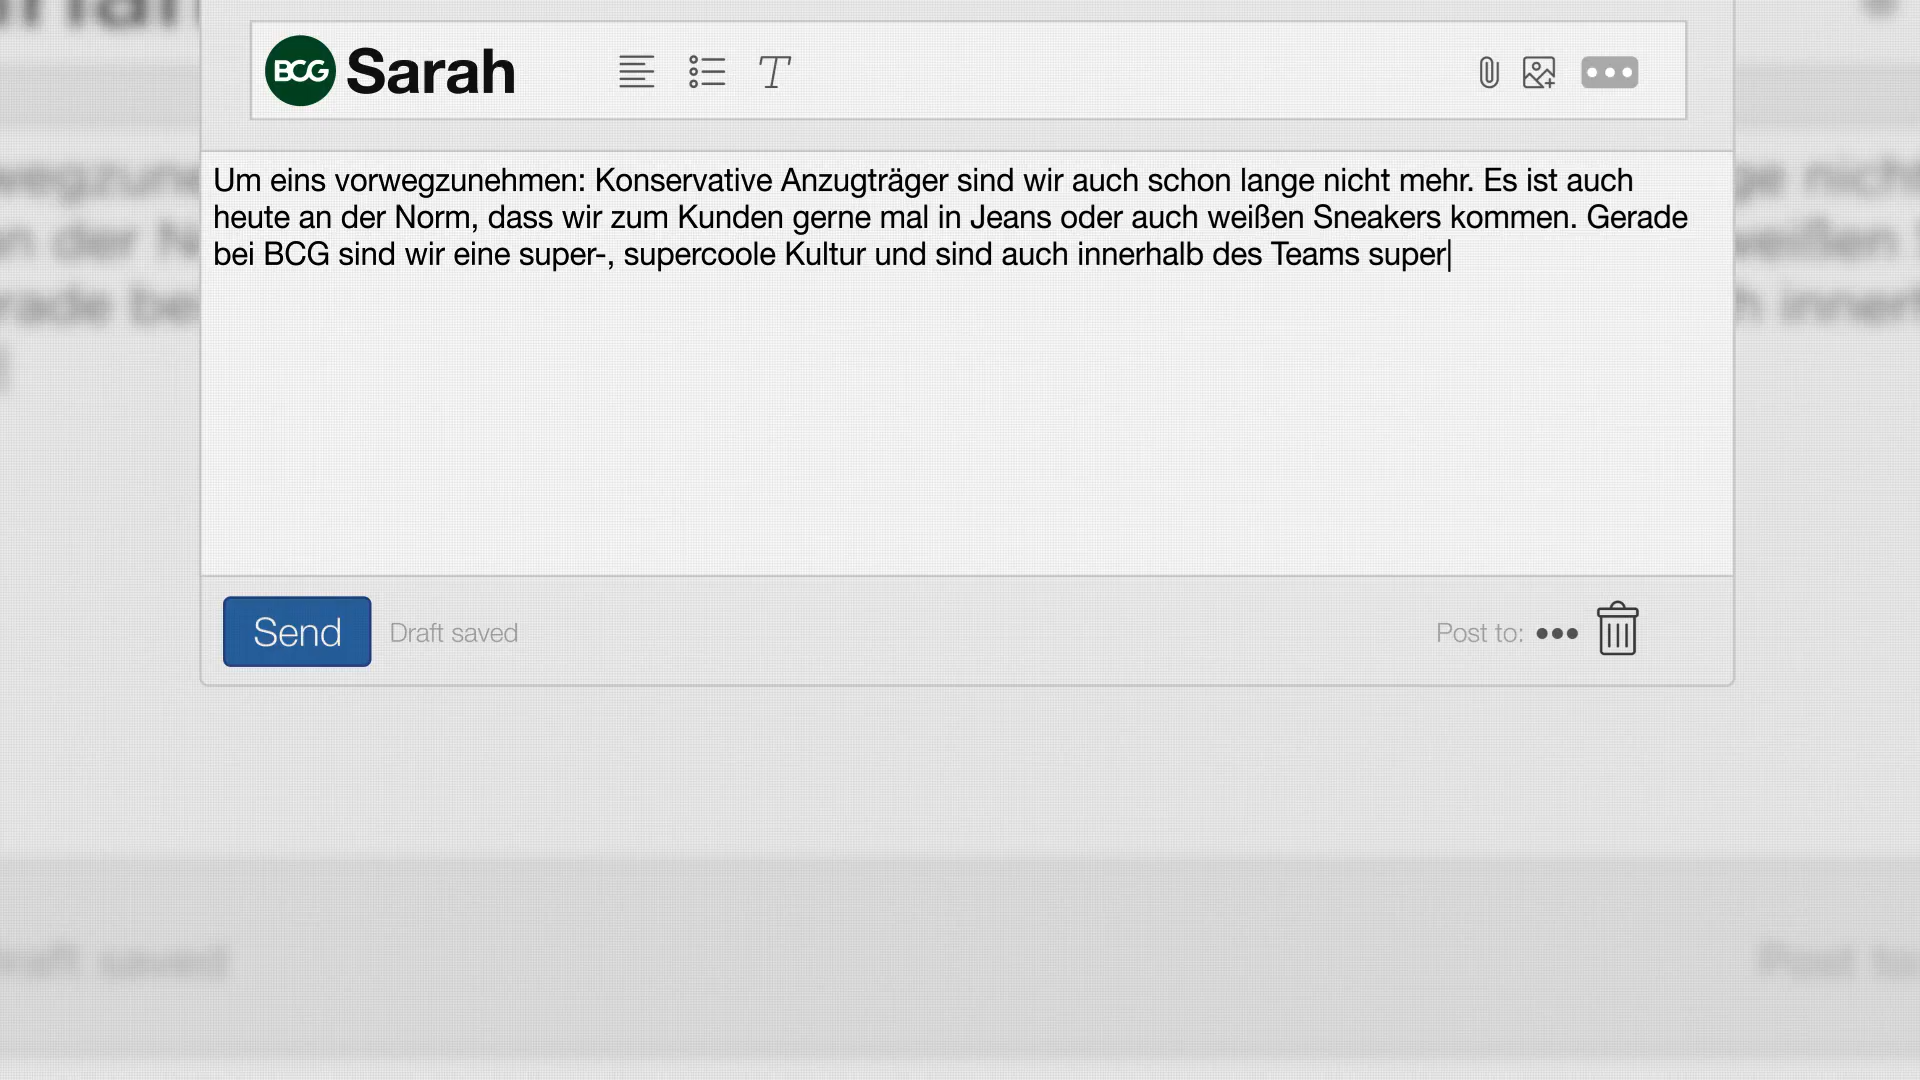 BCG Sarah
Um eins vorwegzunehmen: Konservative Anzugträger sind wir auch schon lange nicht mehr. Es ist auch
heute an der Norm, dass wir zum Kunden gerne mal in Jeans oder auch weißen Sneakers kommen. Gerade
bei BCG sind wir eine super-, supercoole Kultur und sind auch innerhalb des Teams super
Send Draft saved Post to: